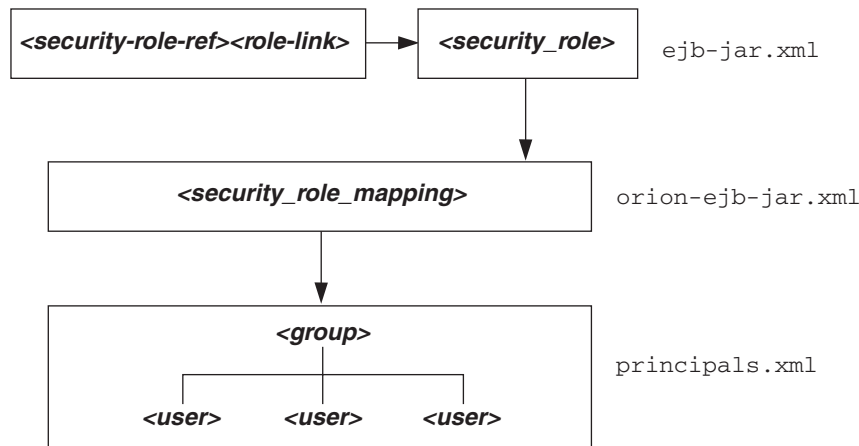 <security-role-ref><role-link>
<security_role>
ejb-jar.xml
<security_role_mapping>
orion-ejb-jar.xml
<group>
principals.xml
<user> <user> <user>